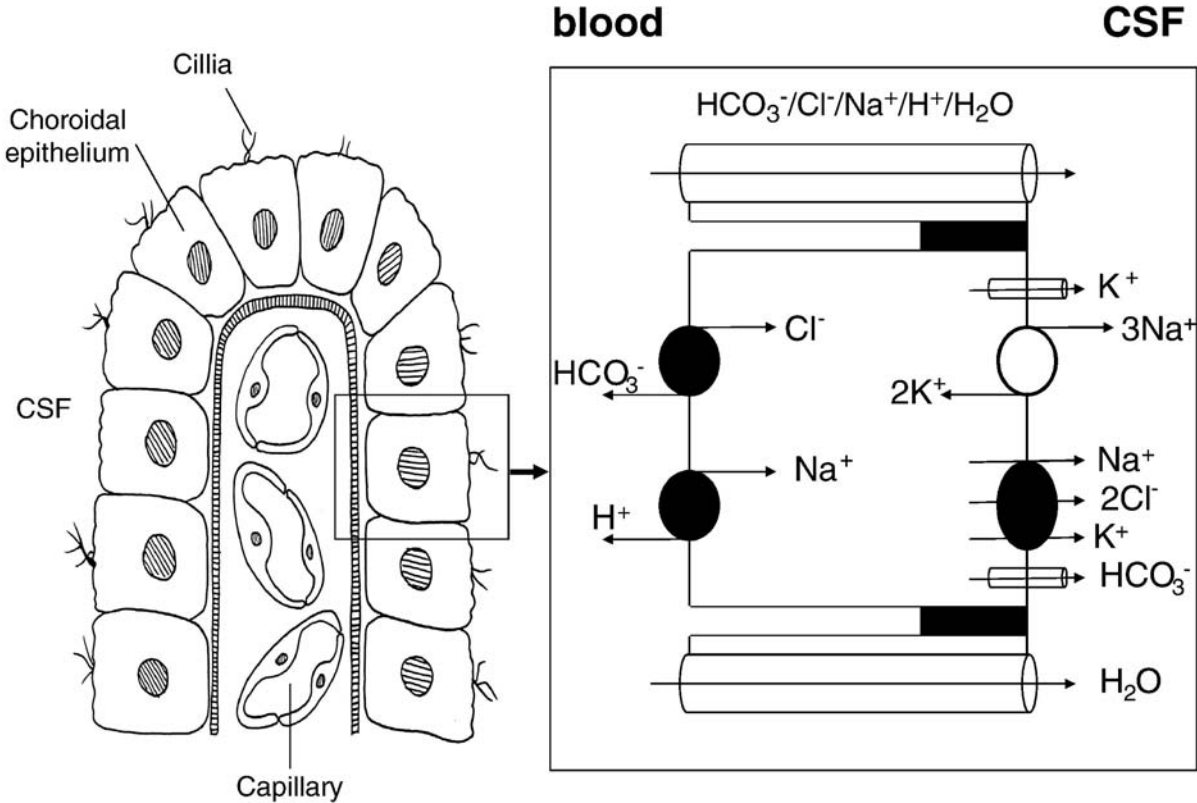 blood
CSF
Cillia
Choroidal
epithelium
CSF
Capillary
HCO₃⁻/Cl⁻/Na⁺/H⁺/H₂O
K⁺
Cl⁻
3Na⁺
HCO₃⁻
2K⁺
Na⁺
Na⁺
2Cl⁻
H⁺
K⁺
HCO₃⁻
H₂O